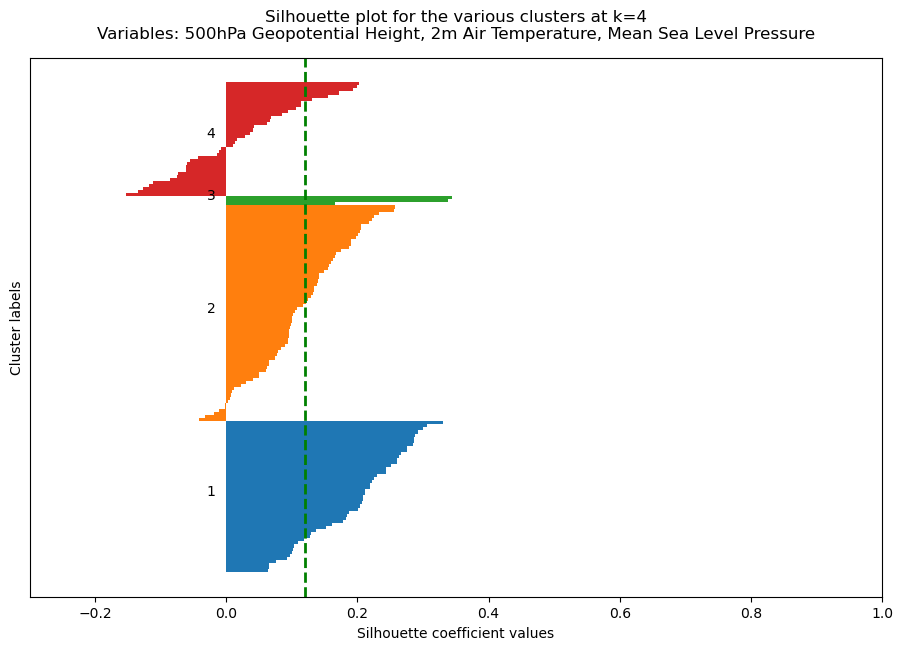 Silhouette plot for the various clusters at k=4
Variables: 500hPa Geopotential Height, 2m Air Temperature, Mean Sea Level Pressure
Cluster labels
4
3
2
1
−0.2
0.0
0.2
0.4
0.6
0.8
1.0
Silhouette coefficient values